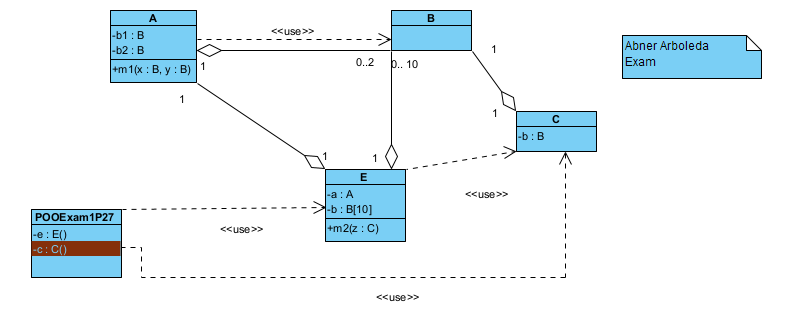 A
-b1 : B
-b2 : B
+m1(x : B, y : B)
<<use>>
B
Abner Arboleda
Exam
1
0..2
0.. 10
1
1
C
-b : B
1
1
1
E
-a : A
-b : B[10]
+m2(z : C)
<<use>>
POOExam1P27
-e : E()
-c : C()
<<use>>
<<use>>